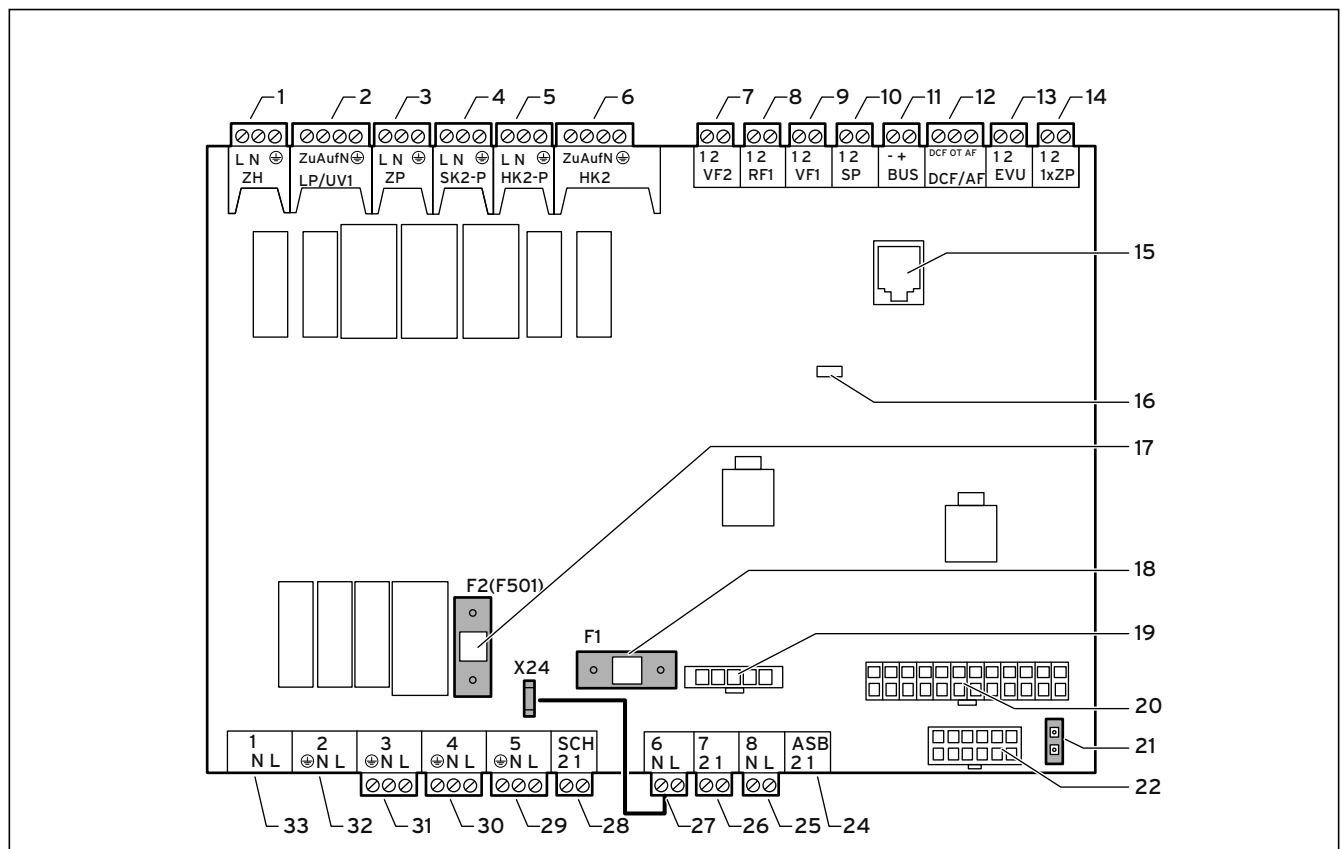 1 2 3 4 5 6 7 8 9 10 11 12 13 14
L N ⏚ ZuAufN⏚ L N ⏚ L N ⏚ L N ⏚ ZuAufN⏚ 1 2 1 2 1 2 1 2 - + DCF OT AF 1 2 1 2
ZH LP/UV1 ZP SK2-P HK2-P HK2 VF2 RF1 VF1 SP BUS DCF/AF EVU 1xZP
15
16
17
18
F2(F501)
F1
19
X24
20
21
22
1 2 3 4 5 SCH 6 7 8 ASB
N L ⏚N L ⏚N L ⏚N L ⏚N L 2 1 N L 2 1 N L 2 1
33 32 31 30 29 28 27 26 25 24